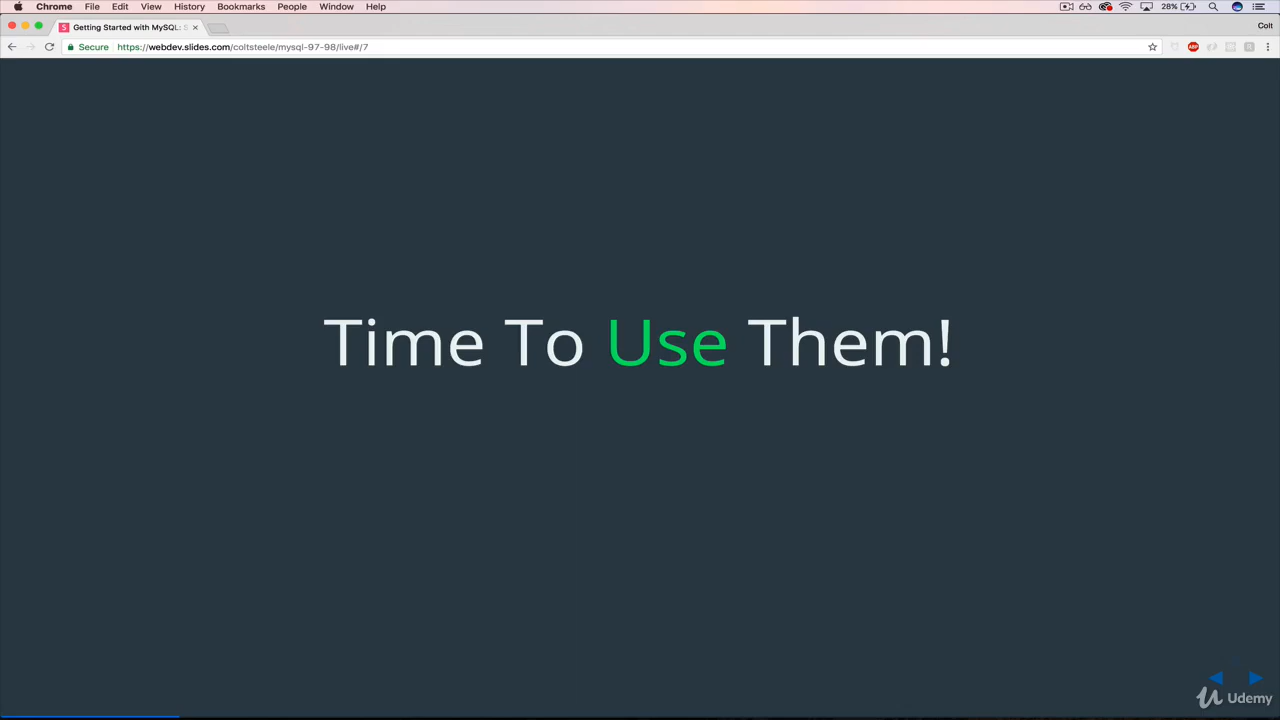 Chrome File Edit View History Bookmarks People Window Help 28%
Getting Started with MySQL: S Colt
Secure https://webdev.slides.com/coltsteele/mysql-97-98/live#/7
ABP
Time To Use Them!
Udemy